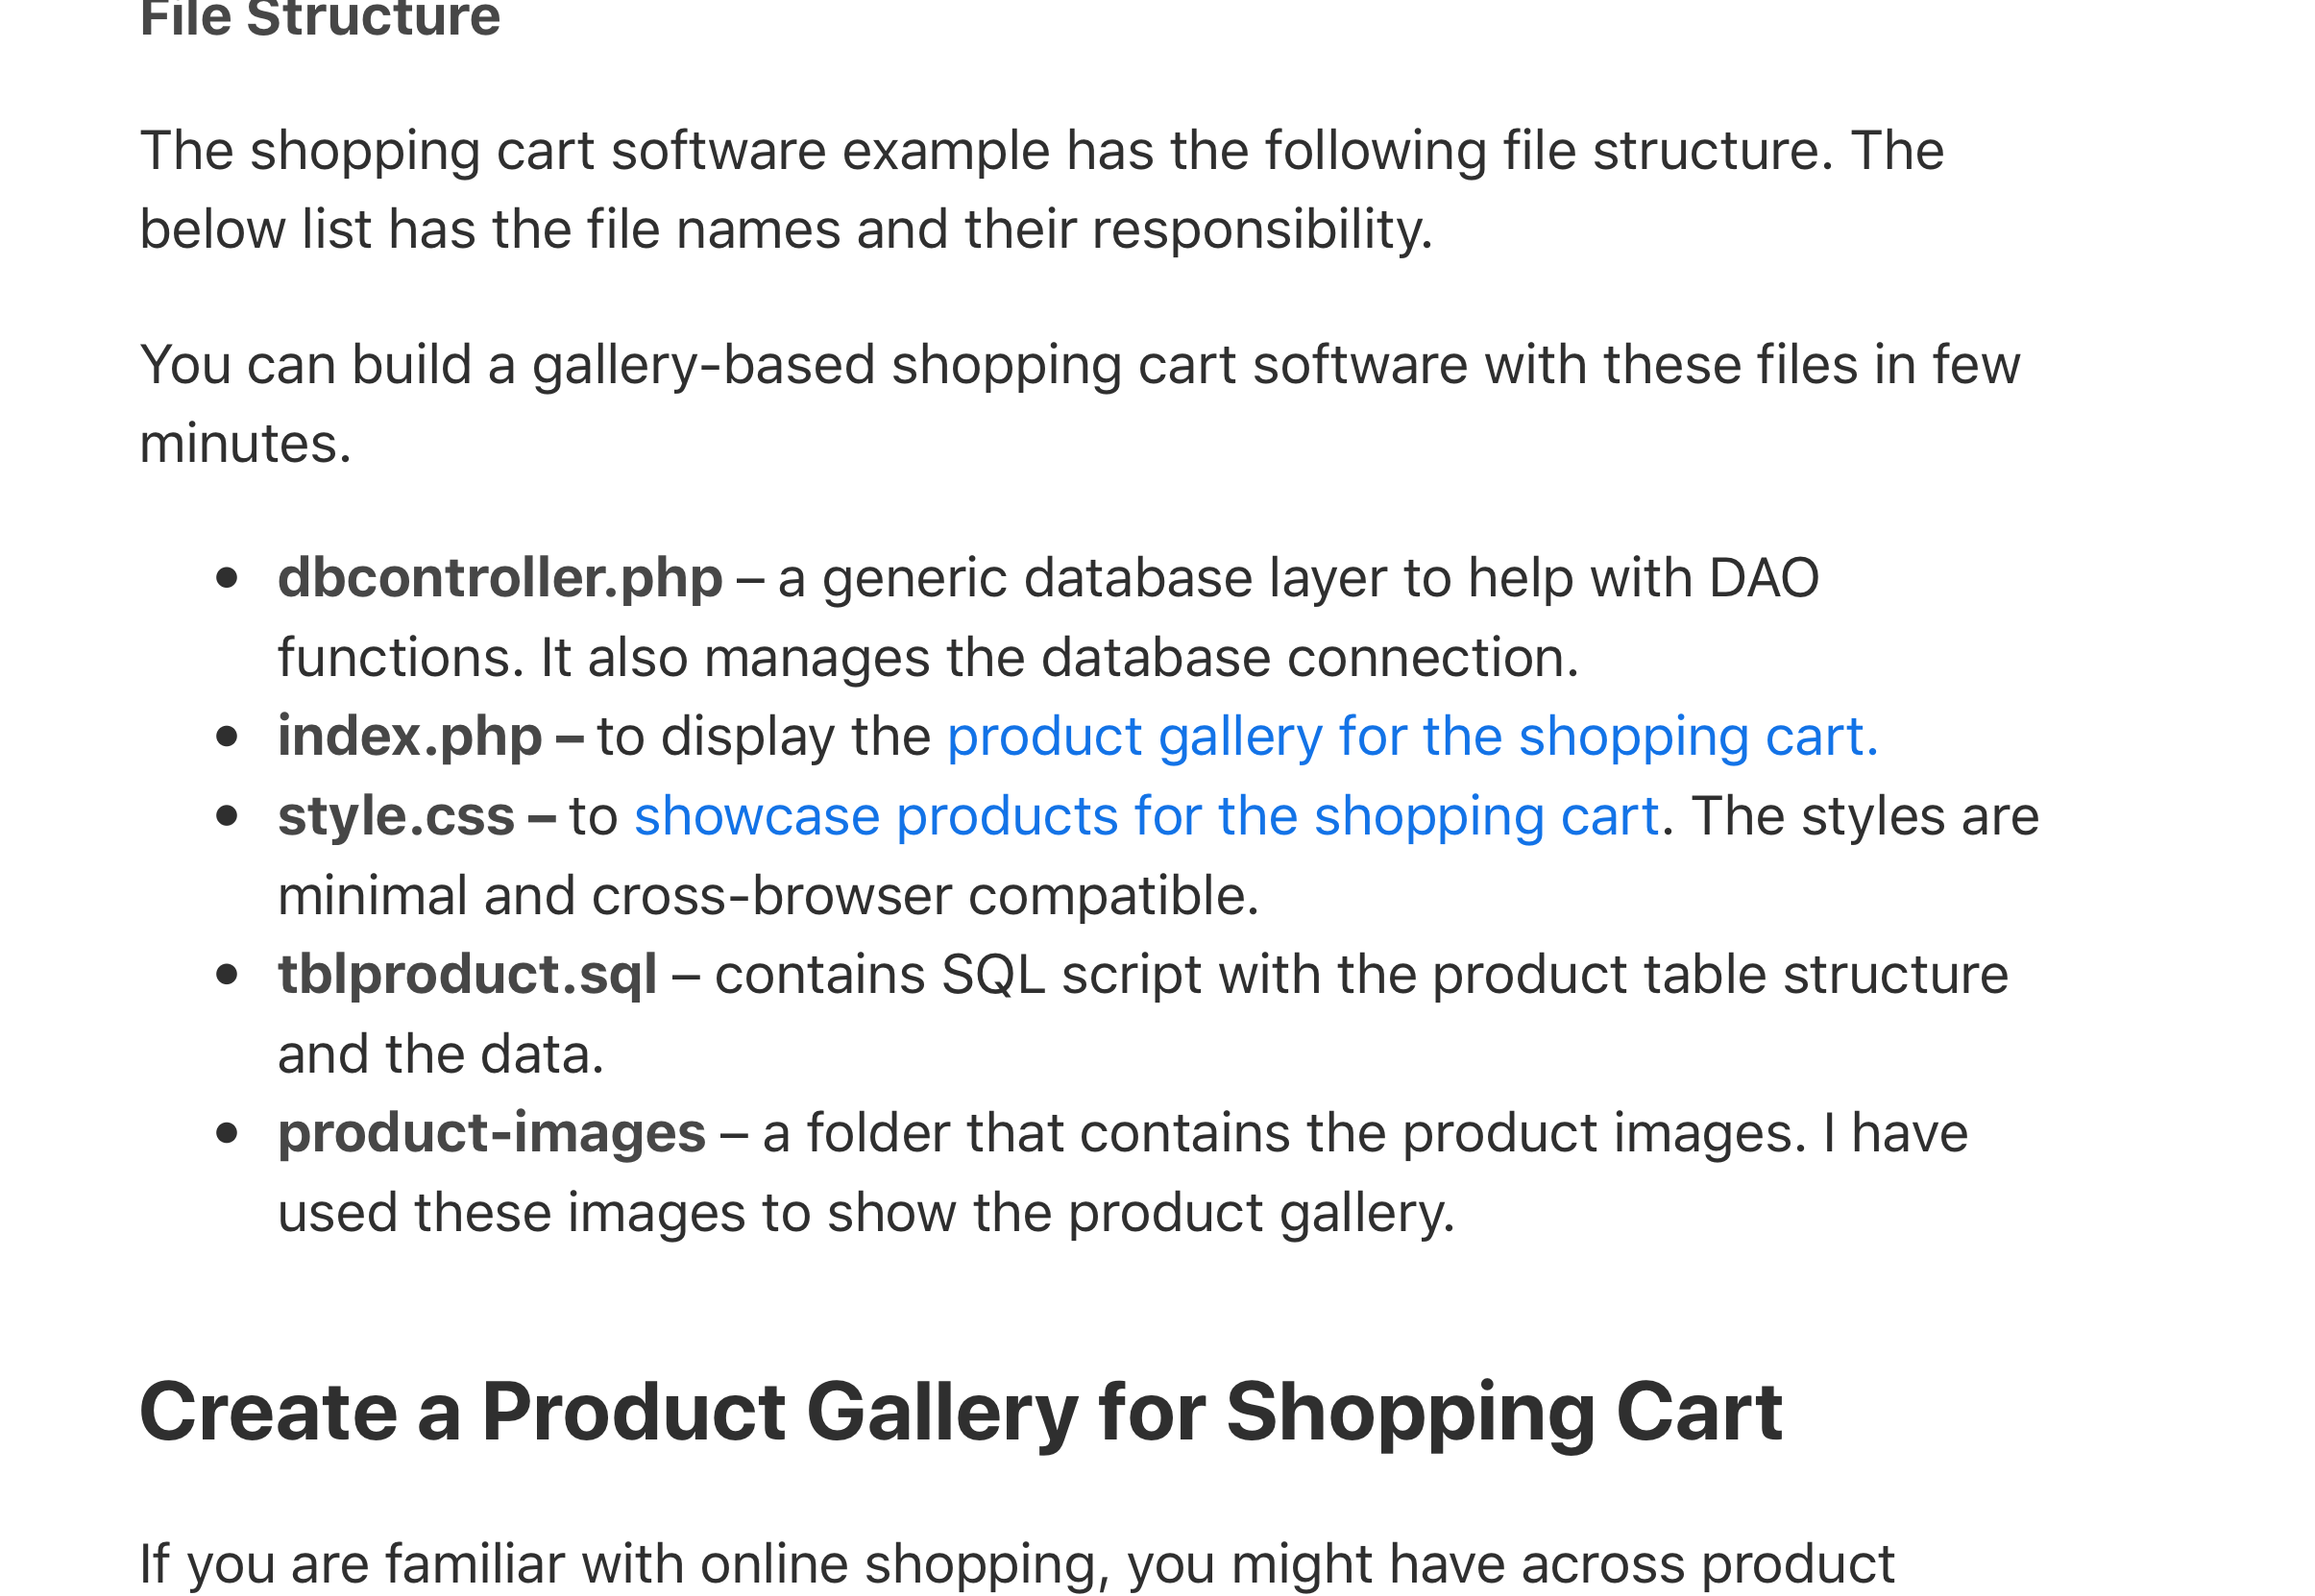 File Structure
The shopping cart software example has the following file structure. The
below list has the file names and their responsibility.
You can build a gallery-based shopping cart software with these files in few
minutes.
• dbcontroller.php – a generic database layer to help with DAO
functions. It also manages the database connection.
• index.php – to display the product gallery for the shopping cart.
• style.css – to showcase products for the shopping cart. The styles are
minimal and cross-browser compatible.
• tblproduct.sql – contains SQL script with the product table structure
and the data.
• product-images – a folder that contains the product images. I have
used these images to show the product gallery.
Create a Product Gallery for Shopping Cart
If you are familiar with online shopping, you might have across product